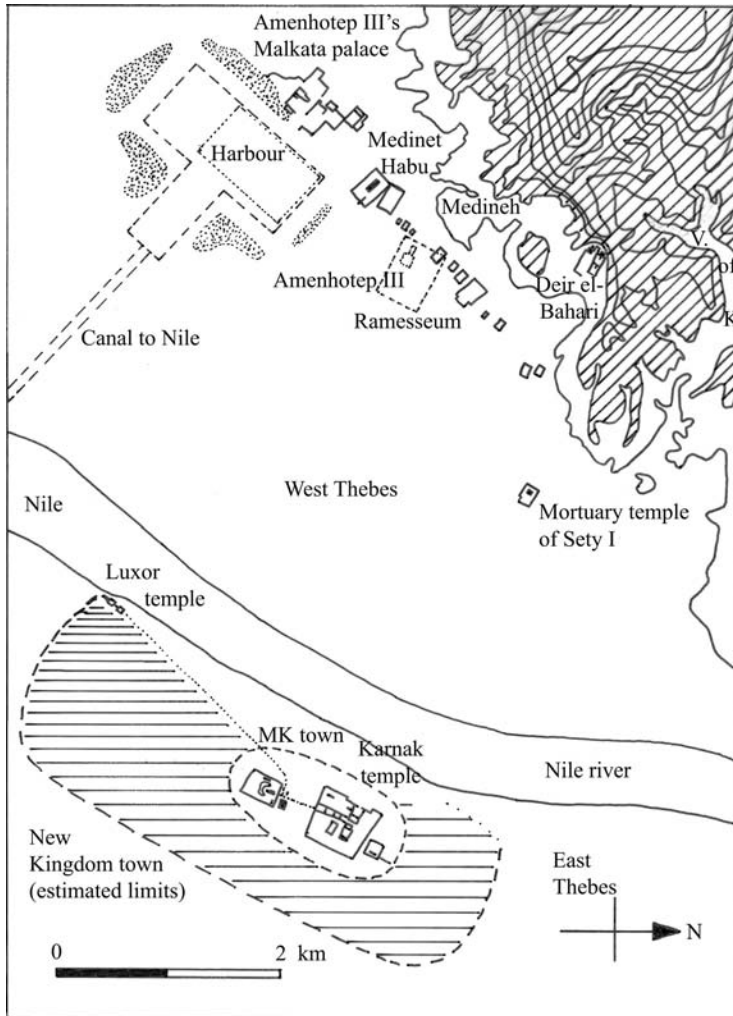 Amenhotep III's
Malkata palace
Harbour
Medinet
Habu
Medineh
V.
of
Deir el-
Bahari
K
Amenhotep III
Ramesseum
Canal to Nile
West Thebes
Nile
Mortuary temple
of Sety I
Luxor
temple
MK town
Karnak
temple
Nile river
New
Kingdom town
(estimated limits)
East
Thebes
N
0 2 km